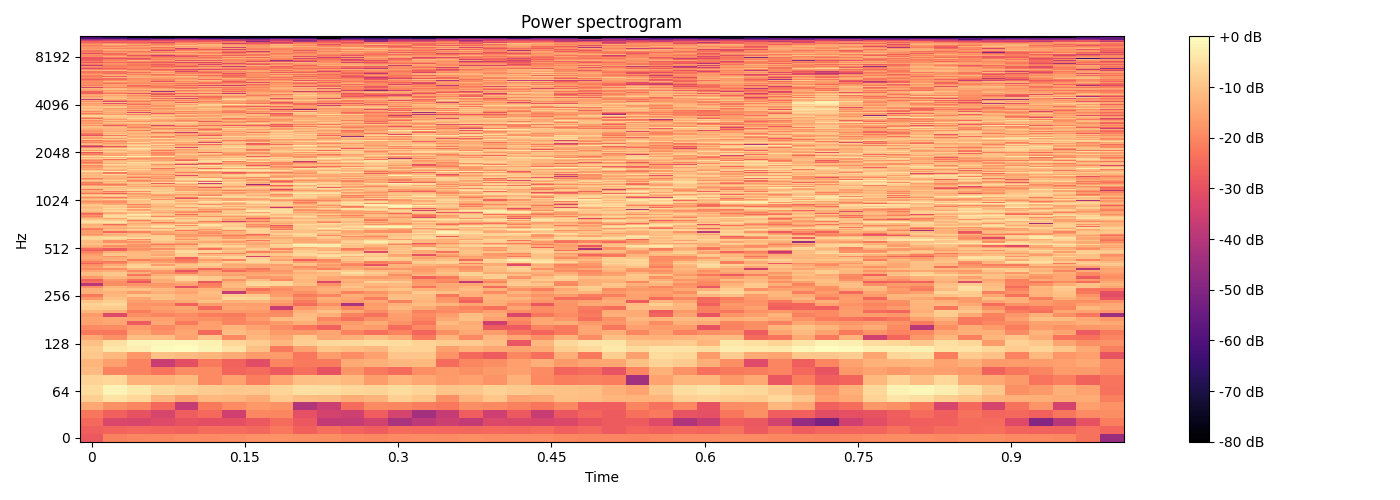 Power spectrogram
Hz
8192
4096
2048
1024
512
256
128
64
0
0 0.15 0.3 0.45 0.6 0.75 0.9
Time
+0 dB
-10 dB
-20 dB
-30 dB
-40 dB
-50 dB
-60 dB
-70 dB
-80 dB